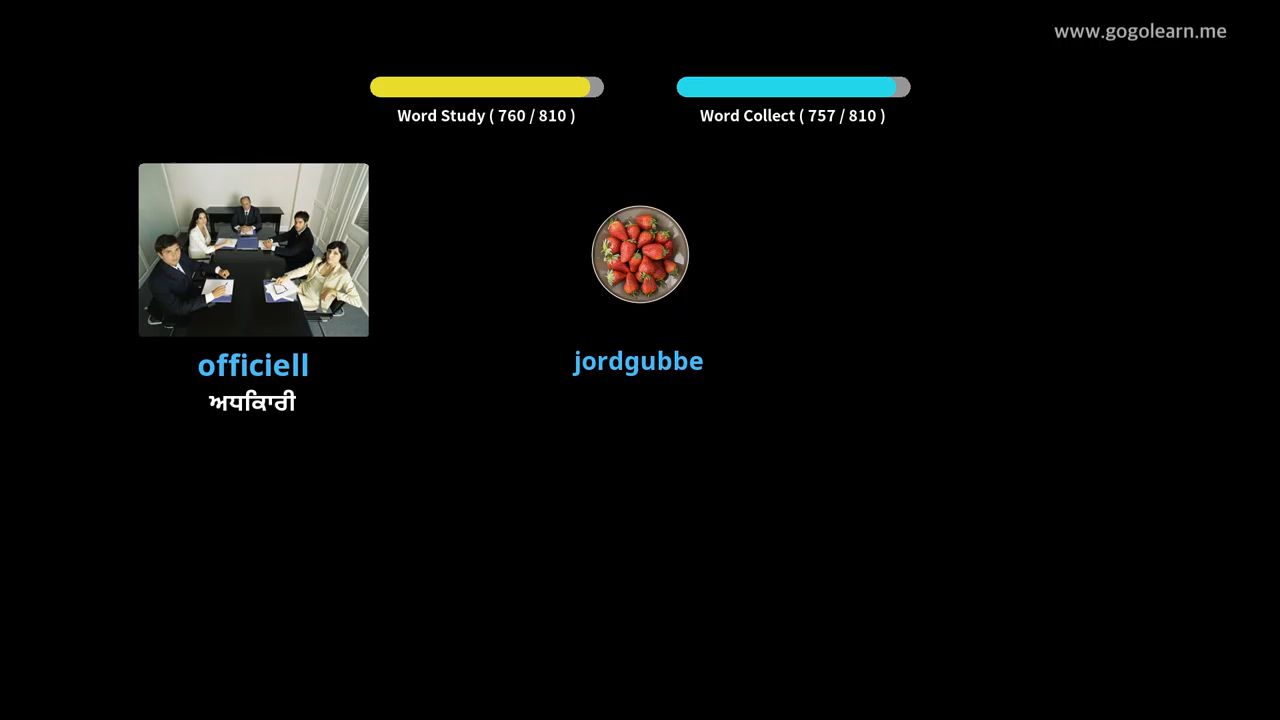 www.gogolearn.me
Word Study ( 760 / 810 )
Word Collect ( 757 / 810 )
officiell
ਅਧਿਕਾਰੀ
jordgubbe